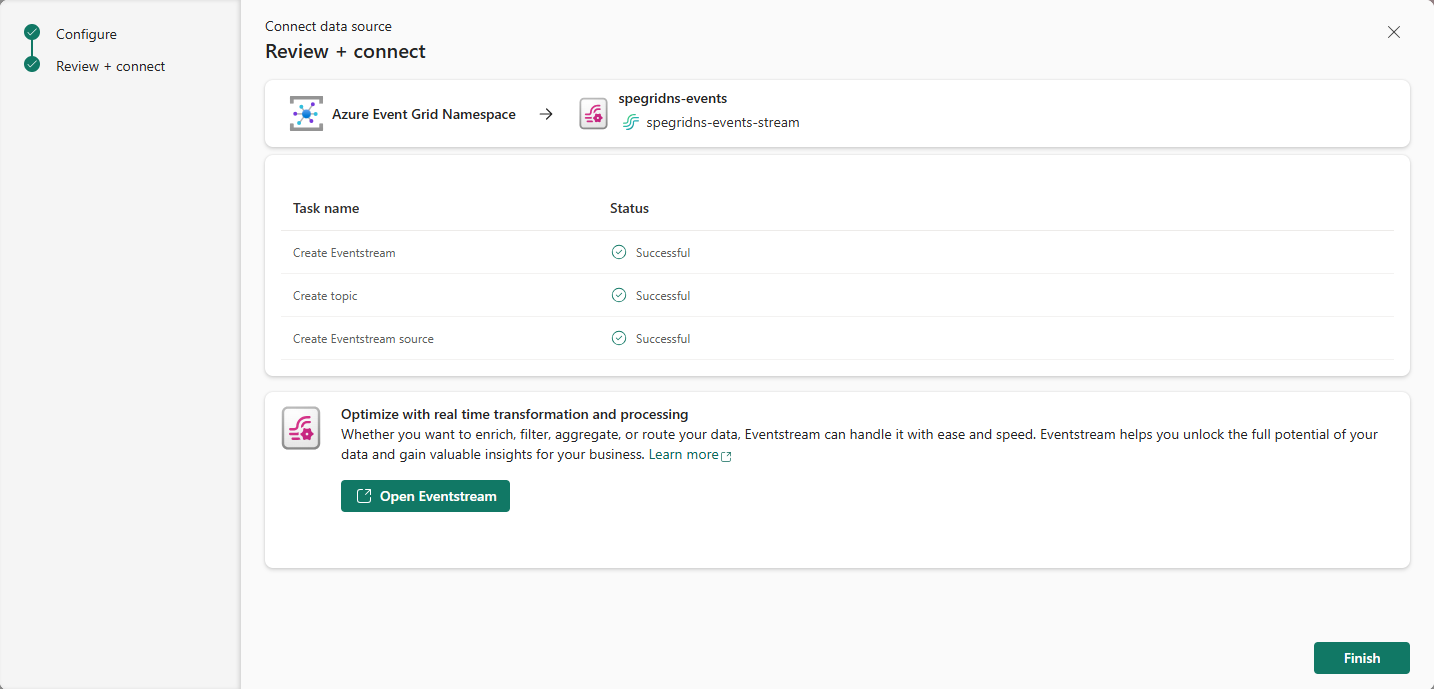 Configure
Review + connect
Connect data source
Review + connect
Azure Event Grid Namespace
spegridns-events
spegridns-events-stream
Task name Status
Create Eventstream Successful
Create topic Successful
Create Eventstream source Successful
Optimize with real time transformation and processing
Whether you want to enrich, filter, aggregate, or route your data, Eventstream can handle it with ease and speed. Eventstream helps you unlock the full potential of your
data and gain valuable insights for your business. Learn more
Open Eventstream
Finish